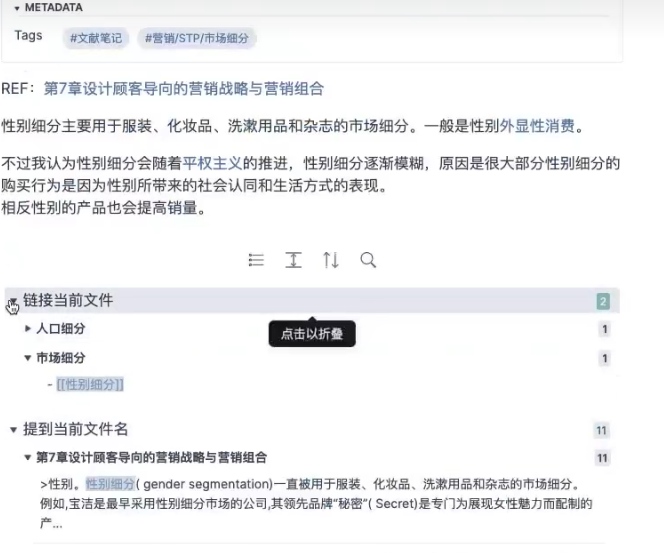 METADATA
Tags #文献笔记 #营销/STP/市场细分
REF：第7章设计顾客导向的营销战略与营销组合
性别细分主要用于服装、化妆品、洗漱用品和杂志的市场细分。一般是性别外显性消费。
不过我认为性别细分会随着平权主义的推进，性别细分逐渐模糊，原因是很大部分性别细分的
购买行为是因为性别所带来的社会认同和生活方式的表现。
相反性别的产品也会提高销量。
链接当前文件 2
人口细分 1
点击以折叠
市场细分 1
- [[性别细分]]
提到当前文件名 11
第7章设计顾客导向的营销战略与营销组合 11
>性别。性别细分( gender segmentation)一直被用于服装、化妆品、洗漱用品和杂志的市场细分。
例如,宝洁是最早采用性别细分市场的公司,其领先品牌“秘密”( Secret)是专门为展现女性魅力而配制的
产...